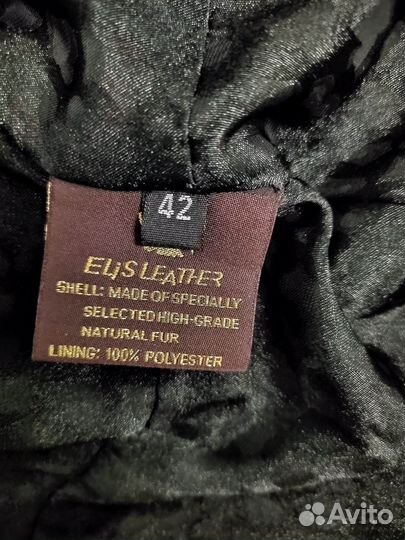 42
ELiS LEATHER
SHELL: MADE OF SPECIALLY
SELECTED HIGH-GRADE
NATURAL FUR
LINING: 100% POLYESTER
Avito